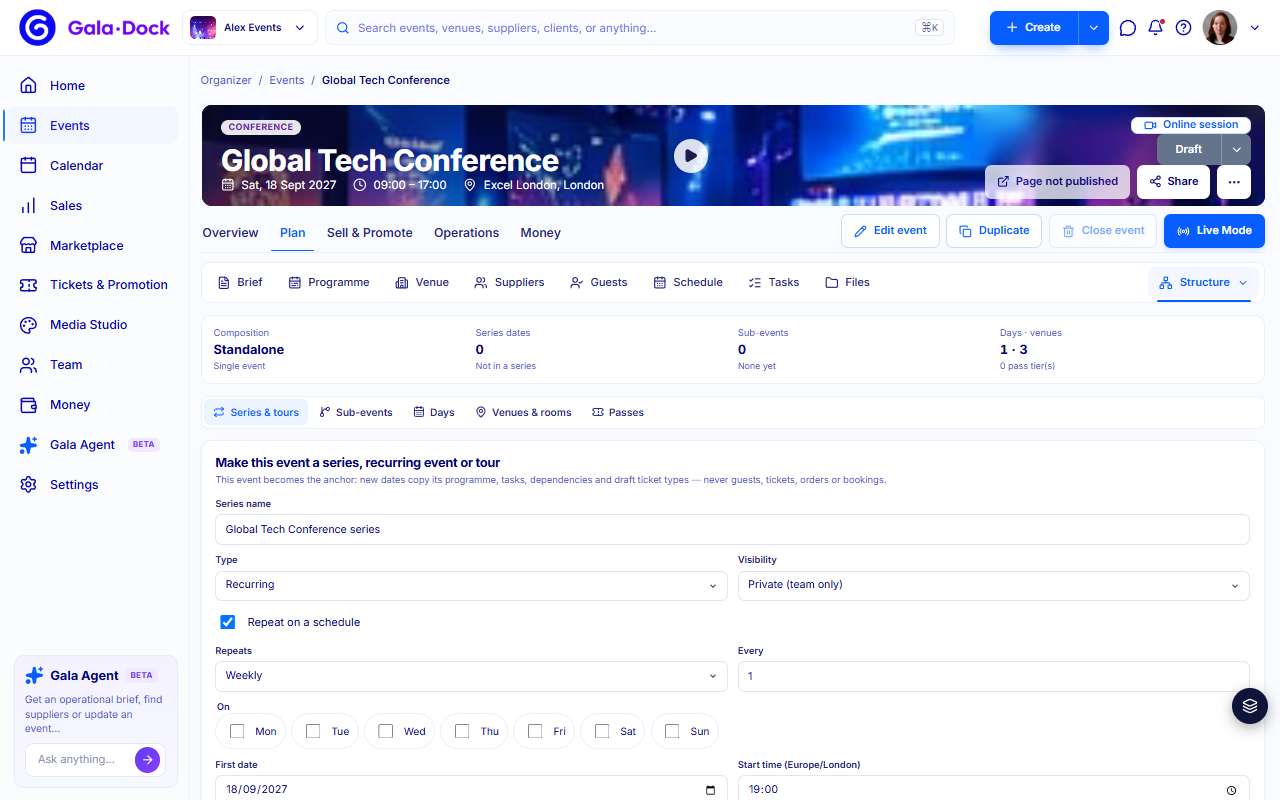 Gala·Dock
Alex Events
Search events, venues, suppliers, clients, or anything...
⌘K
+ Create
Home
Events
Calendar
Sales
Marketplace
Tickets & Promotion
Media Studio
Team
Money
Gala Agent BETA
Settings
Gala Agent BETA
Get an operational brief, find
suppliers or update an
event...
Ask anything...
Organizer / Events / Global Tech Conference
CONFERENCE
Global Tech Conference
Sat, 18 Sept 2027 09:00 – 17:00 Excel London, London
Online session
Draft
Page not published
Share
Overview Plan Sell & Promote Operations Money
Edit event
Duplicate
Close event
Live Mode
Brief Programme Venue Suppliers Guests Schedule Tasks Files
Structure
Composition
Standalone
Single event
Series dates
0
Not in a series
Sub-events
0
None yet
Days · venues
1 · 3
0 pass tier(s)
Series & tours Sub-events Days Venues & rooms Passes
Make this event a series, recurring event or tour
This event becomes the anchor: new dates copy its programme, tasks, dependencies and draft ticket types — never guests, tickets, orders or bookings.
Series name
Global Tech Conference series
Type
Recurring
Visibility
Private (team only)
Repeat on a schedule
Repeats
Weekly
Every
1
On
Mon Tue Wed Thu Fri Sat Sun
First date
18/09/2027
Start time (Europe/London)
19:00